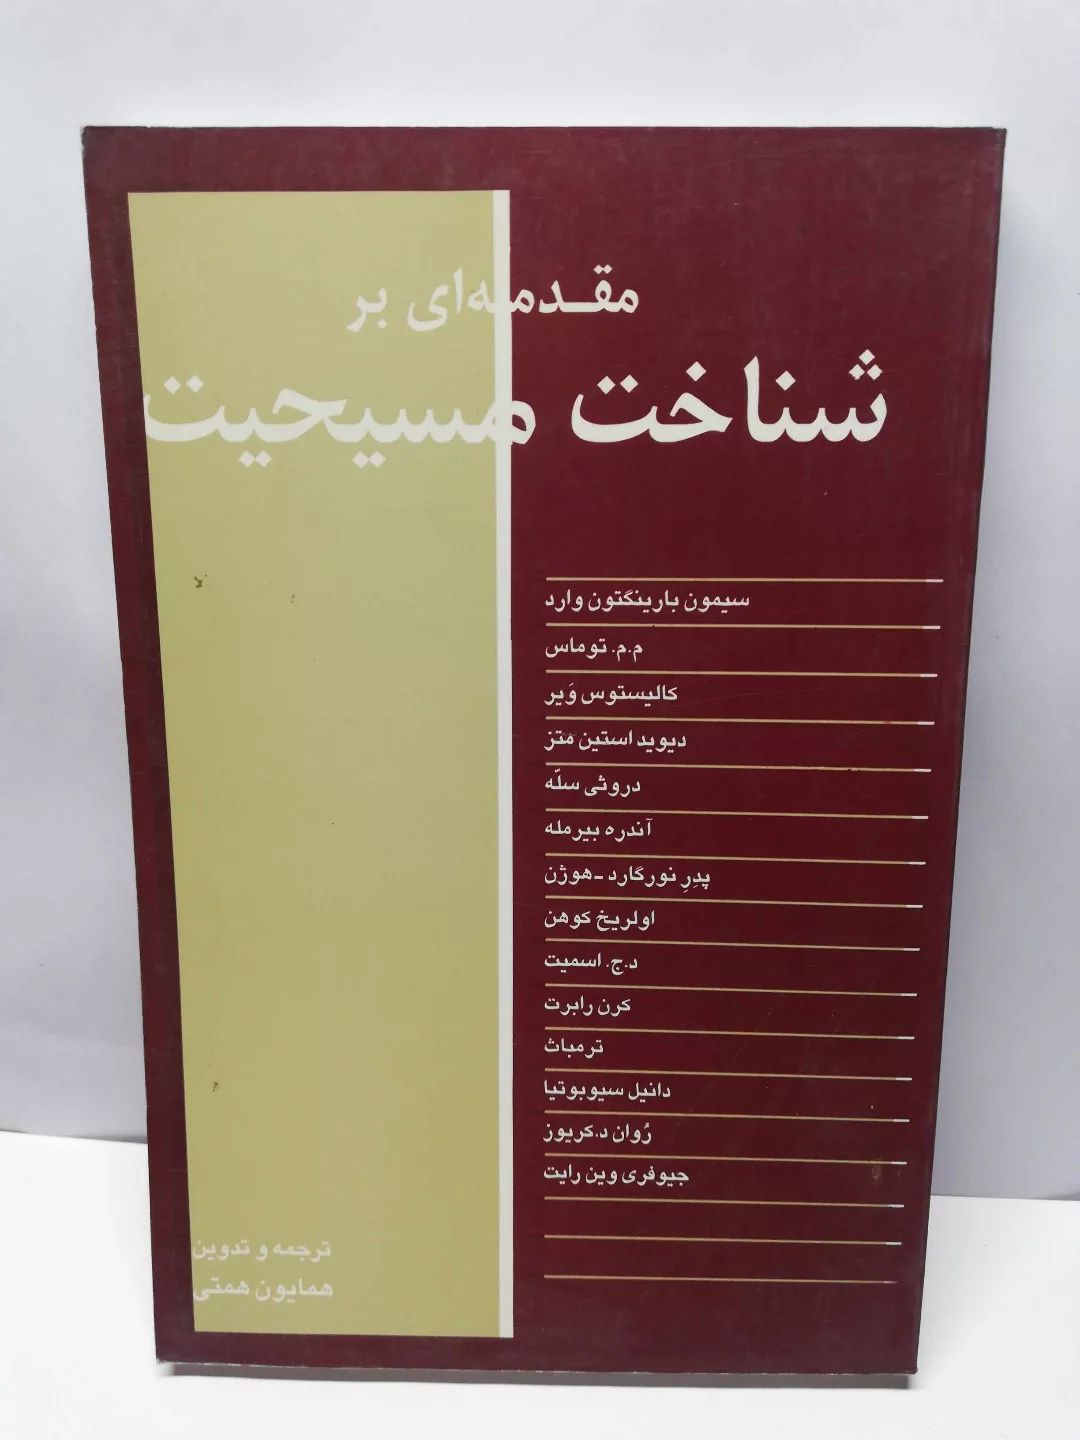 مقدمه‌ای بر
شناخت مسیحیت
سیمون بارینگتون وارد
م.م. توماس
کالیستوس وَیر
دیوید استین متز
دروثی سلّه
آندره بیرمله
پدِرِ نورگارد - هوژن
اولریخ کوهن
د.ج. اسمیت
کرن رابرت
ترمباث
دانیل سیوبوتیا
رُوان د.کریوز
جیوفری وین رایت
ترجمه و تدوین
همایون همتی